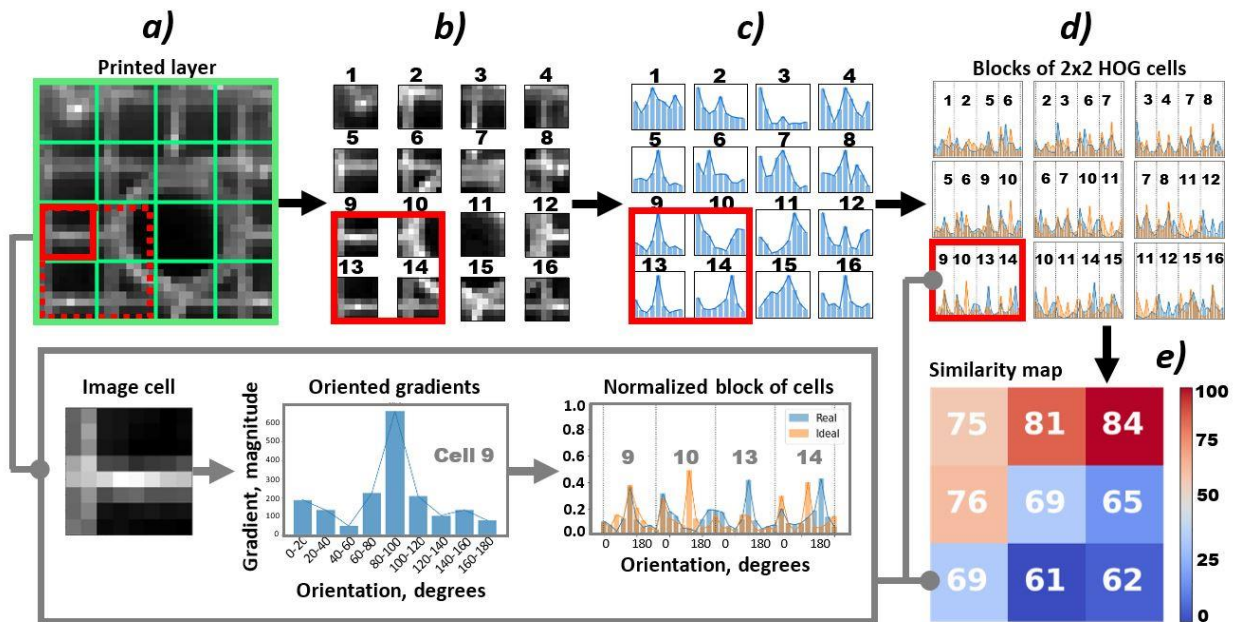 a)
b)
c)
d)
Printed layer
Blocks of 2x2 HOG cells
1 2 3 4
5 6 7 8
9 10 11 12
13 14 15 16
1 2 3 4
5 6 7 8
9 10 11 12
13 14 15 16
1 2 5 6
2 3 6 7
3 4 7 8
5 6 9 10
6 7 10 11
7 8 11 12
9 10 13 14
10 11 14 15
11 12 15 16
e)
Image cell
Oriented gradients
Gradient, magnitude
600
500
400
300
200
100
0
Cell 9
0-20 20-40 40-60 60-80 80-100 100-120 120-140 140-160 160-180
Orientation, degrees
Normalized block of cells
1.0
0.8
0.6
0.4
0.2
0.0
Real
Ideal
9 10 13 14
0 180 0 180 0 180
Orientation, degrees
Similarity map
75 81 84
76 69 65
69 61 62
100
75
50
25
0